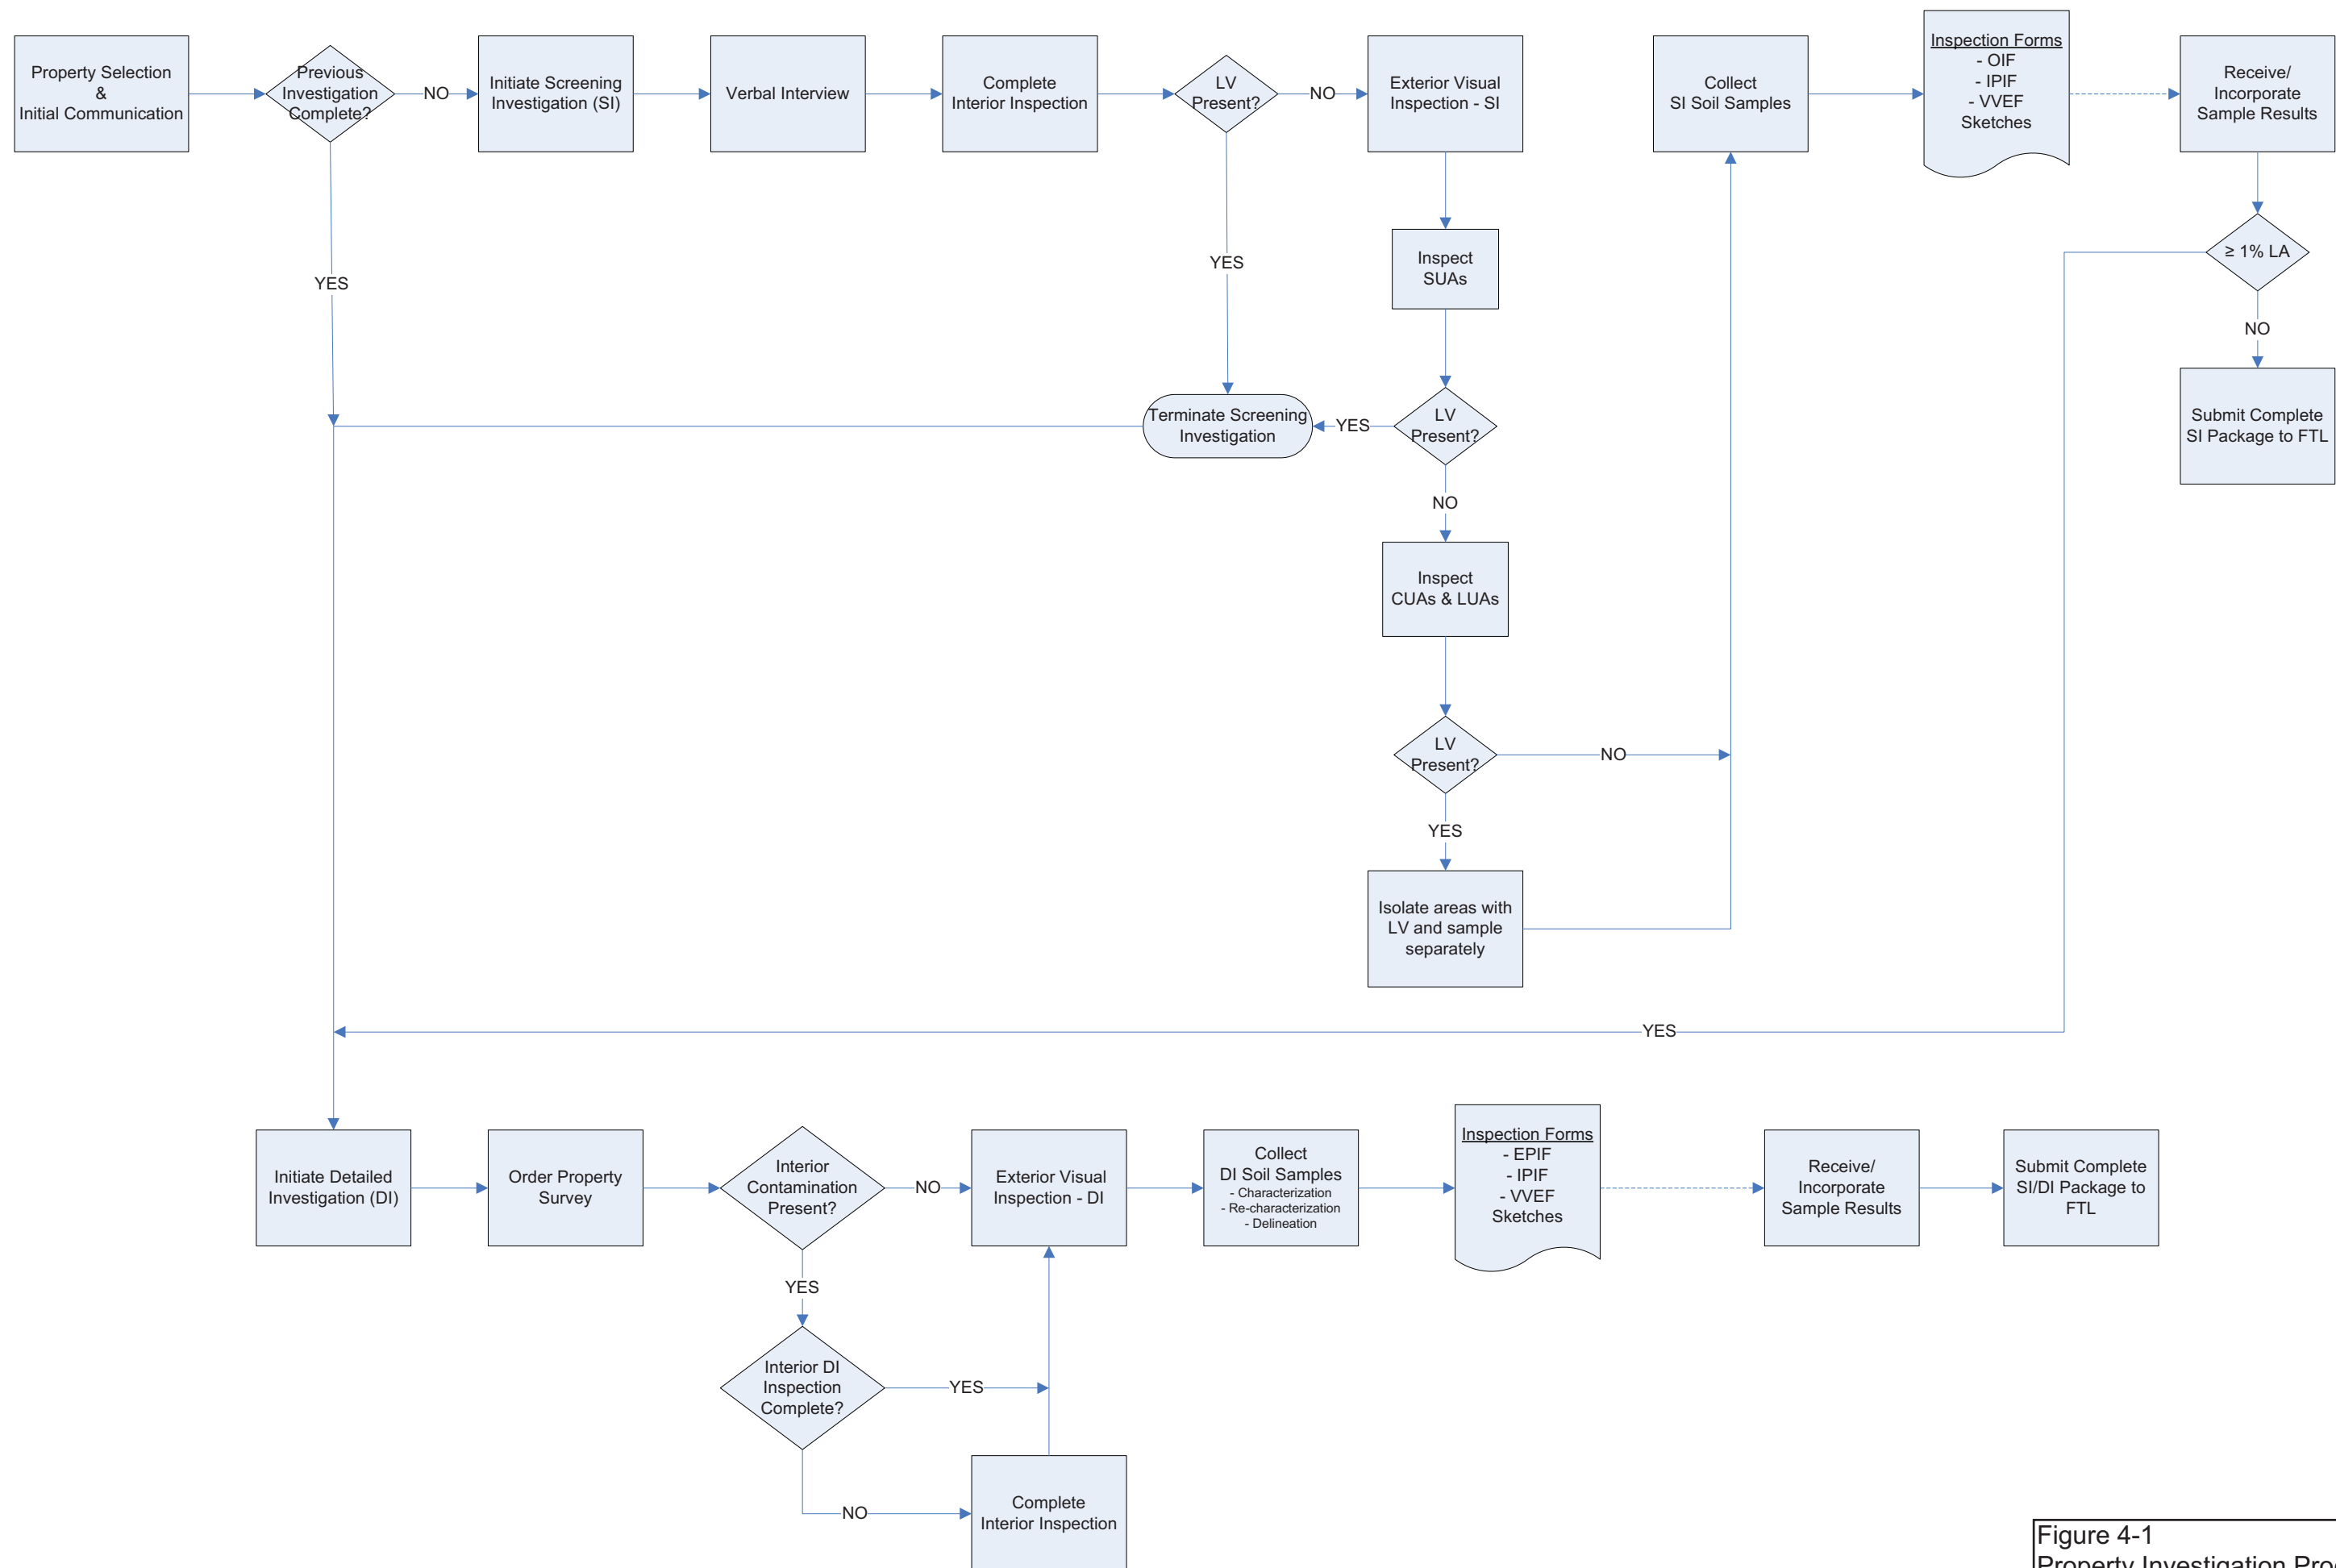 Property Selection
&
Initial Communication
Previous
Investigation
Complete?
NO
Initiate Screening
Investigation (SI)
Verbal Interview
Complete
Interior Inspection
LV
Present?
NO
Exterior Visual
Inspection - SI
Collect
SI Soil Samples
Inspection Forms
- OIF
- IPIF
- VVEF
Sketches
Receive/
Incorporate
Sample Results
YES
YES
Inspect
SUAs
≥ 1% LA
NO
Submit Complete
SI Package to FTL
Terminate Screening
Investigation
YES
LV
Present?
NO
Inspect
CUAs & LUAs
LV
Present?
NO
YES
Isolate areas with
LV and sample
separately
YES
Initiate Detailed
Investigation (DI)
Order Property
Survey
Interior
Contamination
Present?
NO
Exterior Visual
Inspection - DI
Collect
DI Soil Samples
- Characterization
- Re-characterization
- Delineation
Inspection Forms
- EPIF
- IPIF
- VVEF
Sketches
Receive/
Incorporate
Sample Results
Submit Complete
SI/DI Package to
FTL
YES
Interior DI
Inspection
Complete?
YES
NO
Complete
Interior Inspection
Figure 4-1
Property Investigation